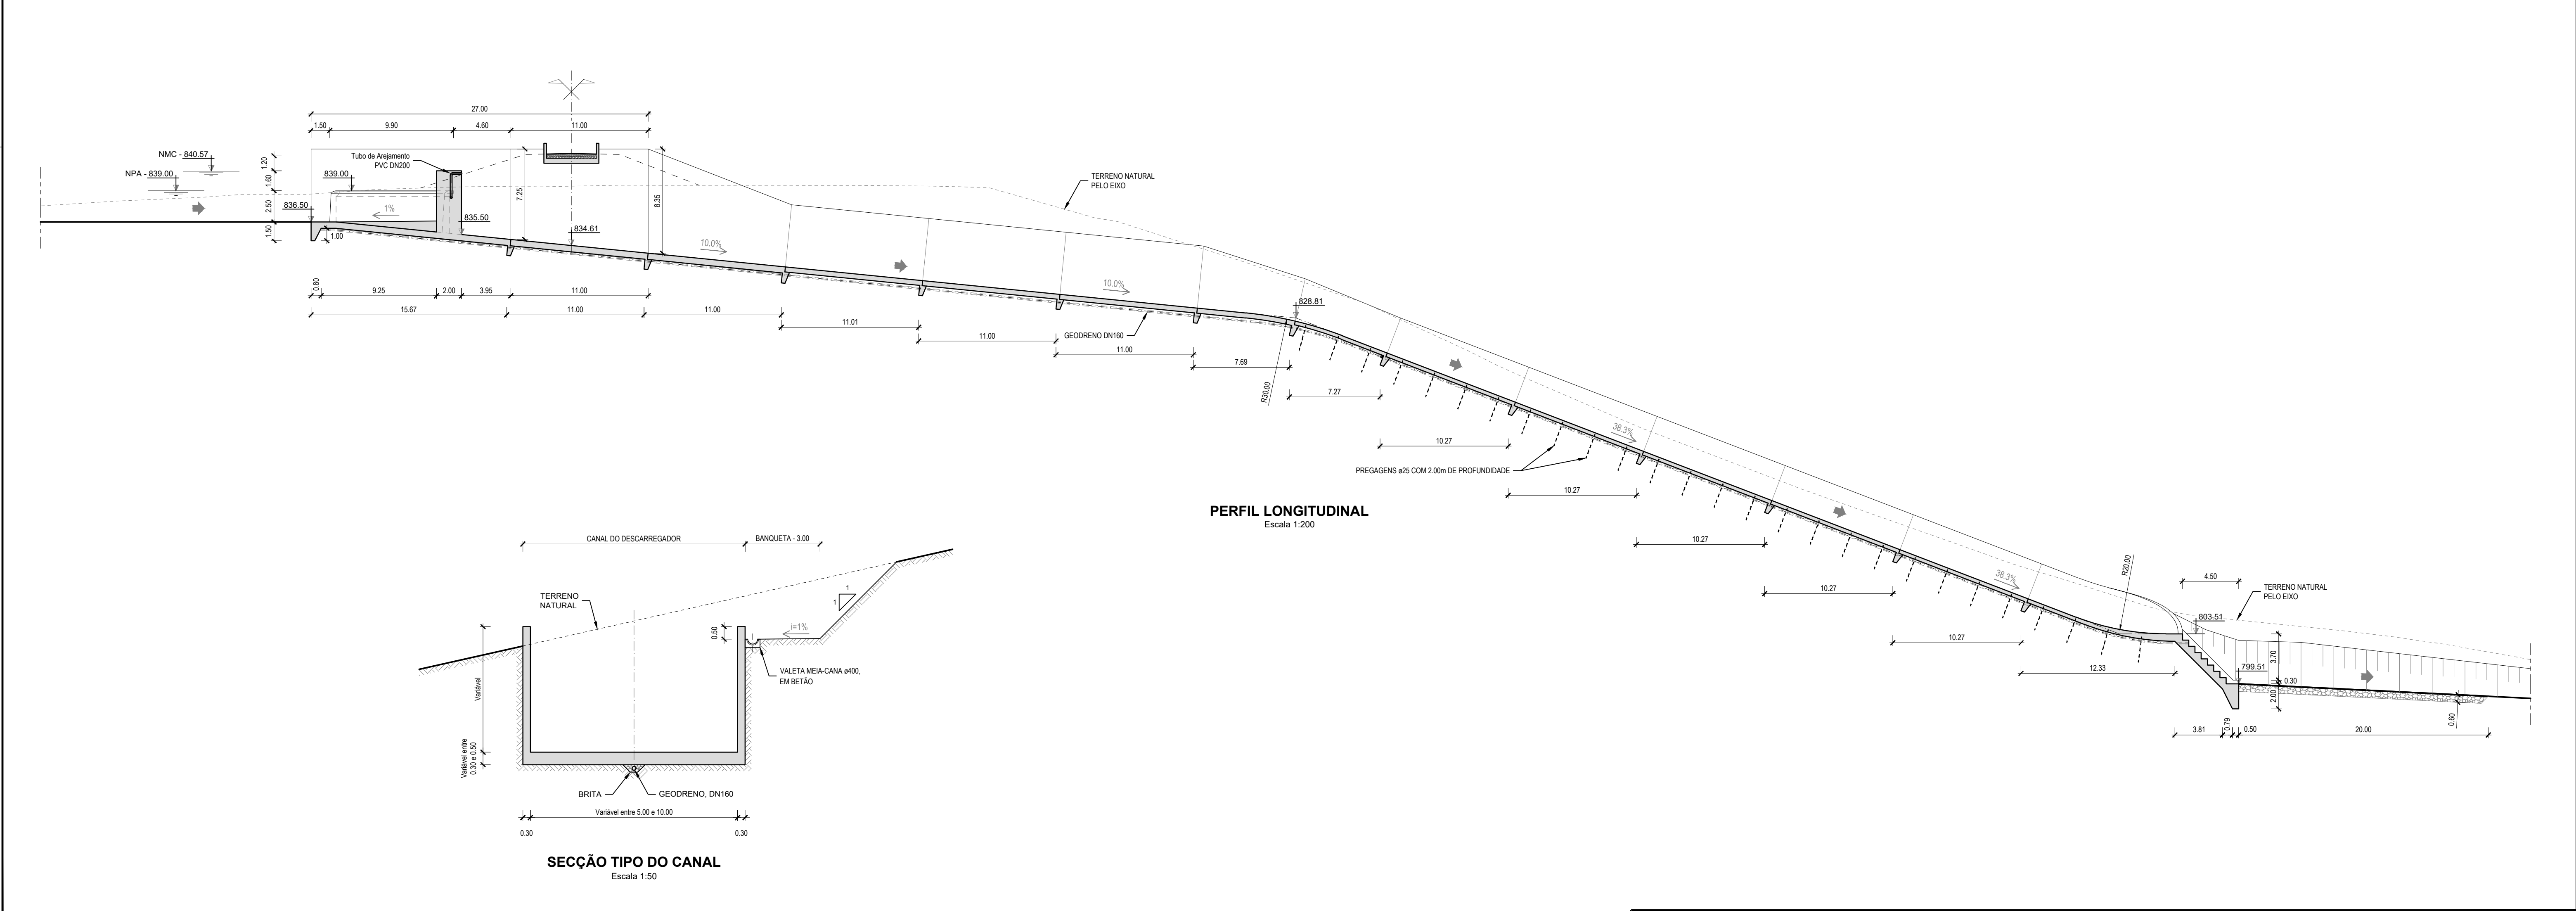 27.00
1.50
9.90
4.60
11.00
NMC - 840.57
NPA - 839.00
Tubo de Arejamento
PVC DN200
839.00
836.50
835.50
834.61
1%
1.20
1.60
2.50
1.50
1.00
7.25
8.35
0.80
9.25
2.00
3.95
11.00
15.67
11.00
11.00
11.01
11.00
11.00
7.69
10.0%
10.0%
TERRENO NATURAL
PELO EIXO
GEODRENO DN160
828.81
R30.00
7.27
10.27
10.27
10.27
10.27
10.27
12.33
38.3%
38.3%
PREGAGENS ø25 COM 2.00m DE PROFUNDIDADE
PERFIL LONGITUDINAL
Escala 1:200
R20.00
4.50
TERRENO NATURAL
PELO EIXO
803.51
3.70
799.51
0.30
2.00
0.60
3.81
0.79
0.50
20.00
CANAL DO DESCARREGADOR
BANQUETA - 3.00
TERRENO
NATURAL
1
1
i=1%
0.50
VALETA MEIA-CANA ø400,
EM BETÃO
Variável
Variável entre
0.30 e 0.50
BRITA
GEODRENO, DN160
Variável entre 5.00 e 10.00
0.30
0.30
SECÇÃO TIPO DO CANAL
Escala 1:50